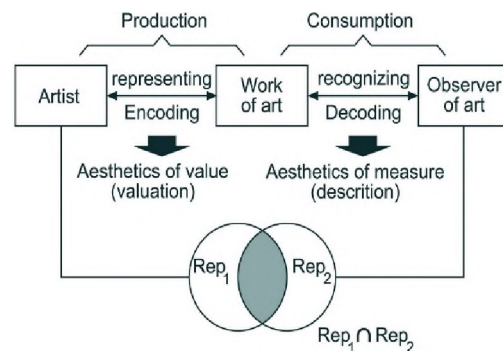 Production
Consumption
Artist
representing
Encoding
Work
of art
recognizing
Decoding
Observer
of art
Aesthetics of value
(valuation)
Aesthetics of measure
(descrition)
Rep1
Rep2
Rep1 ∩ Rep2